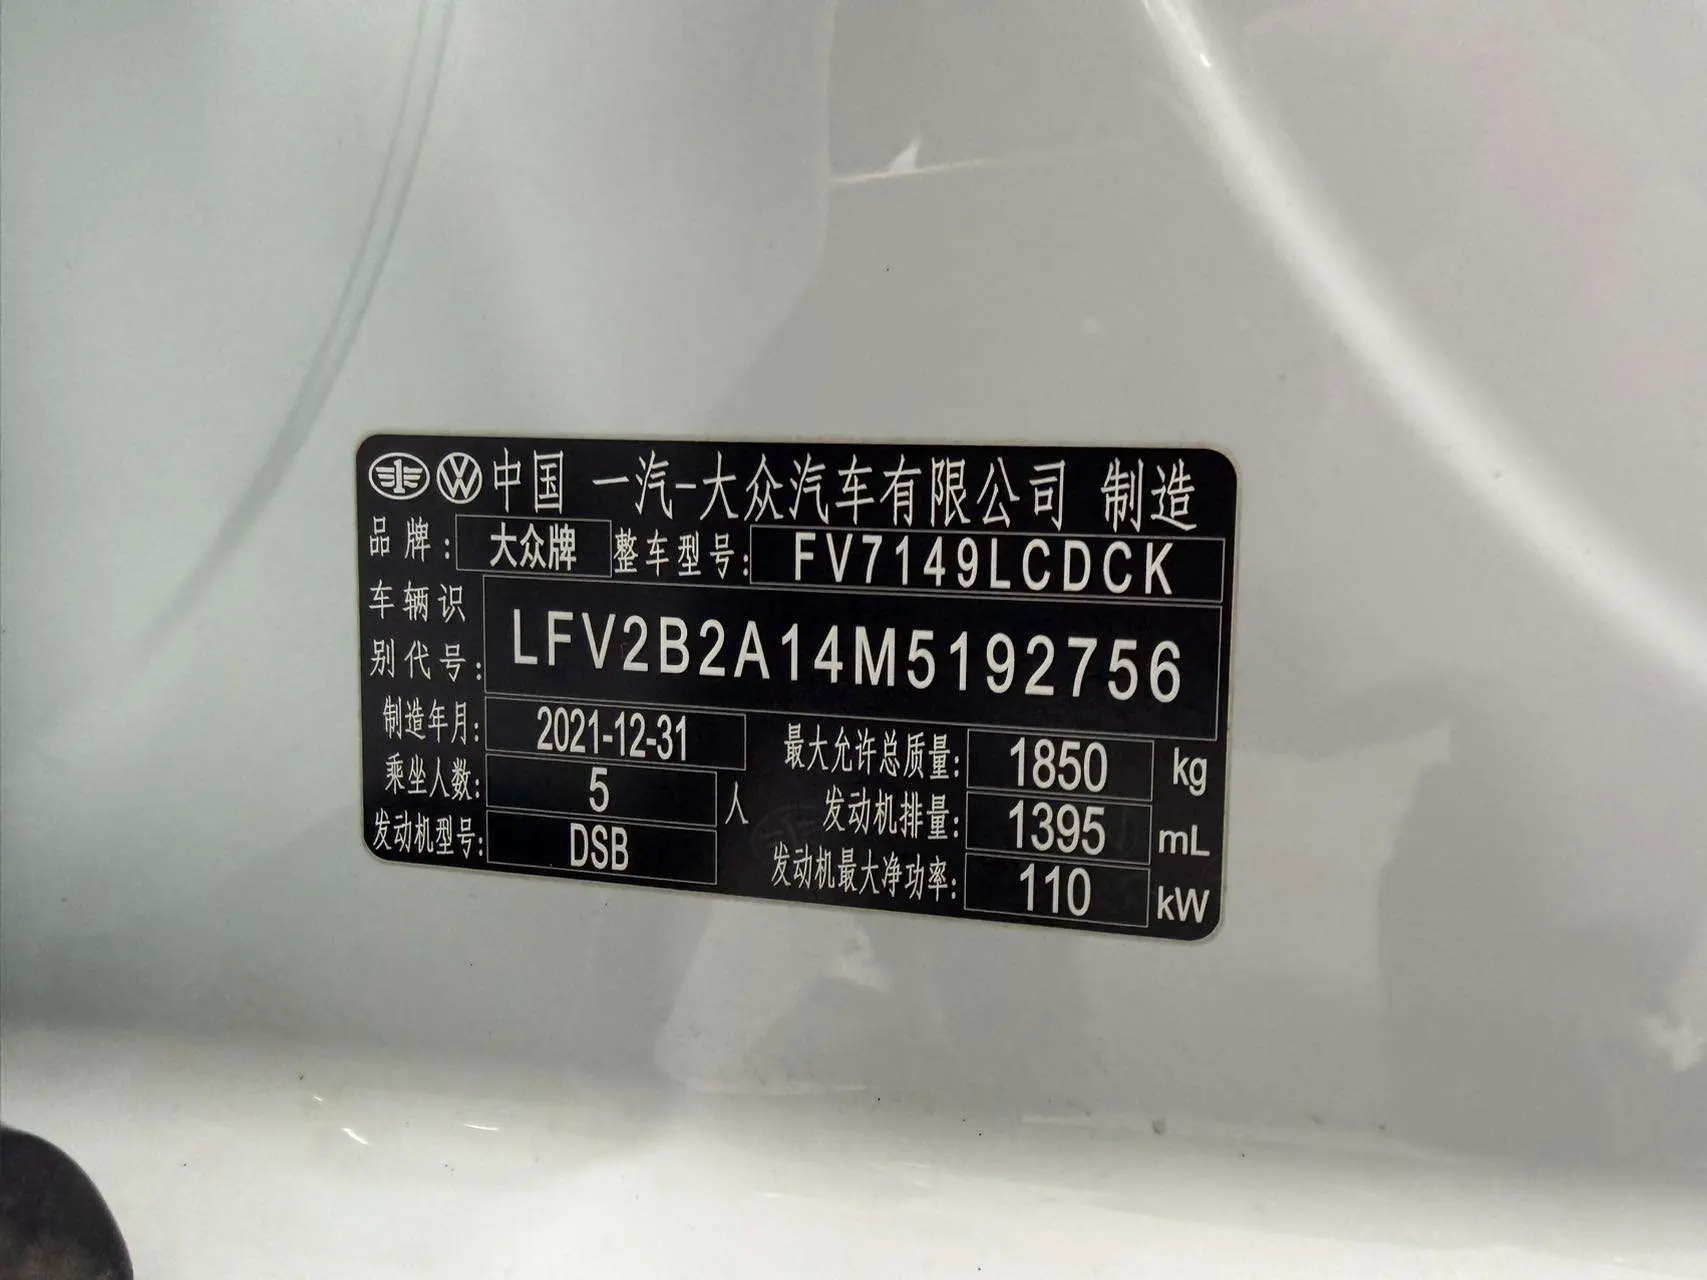 中国 一汽-大众汽车有限公司 制造
品牌: 大众牌 整车型号: FV7149LCDCK
车辆识别代号: LFV2B2A14M5192756
制造年月: 2021-12-31 最大允许总质量: 1850 kg
乘坐人数: 5 人 发动机排量: 1395 mL
发动机型号: DSB 发动机最大净功率: 110 kW